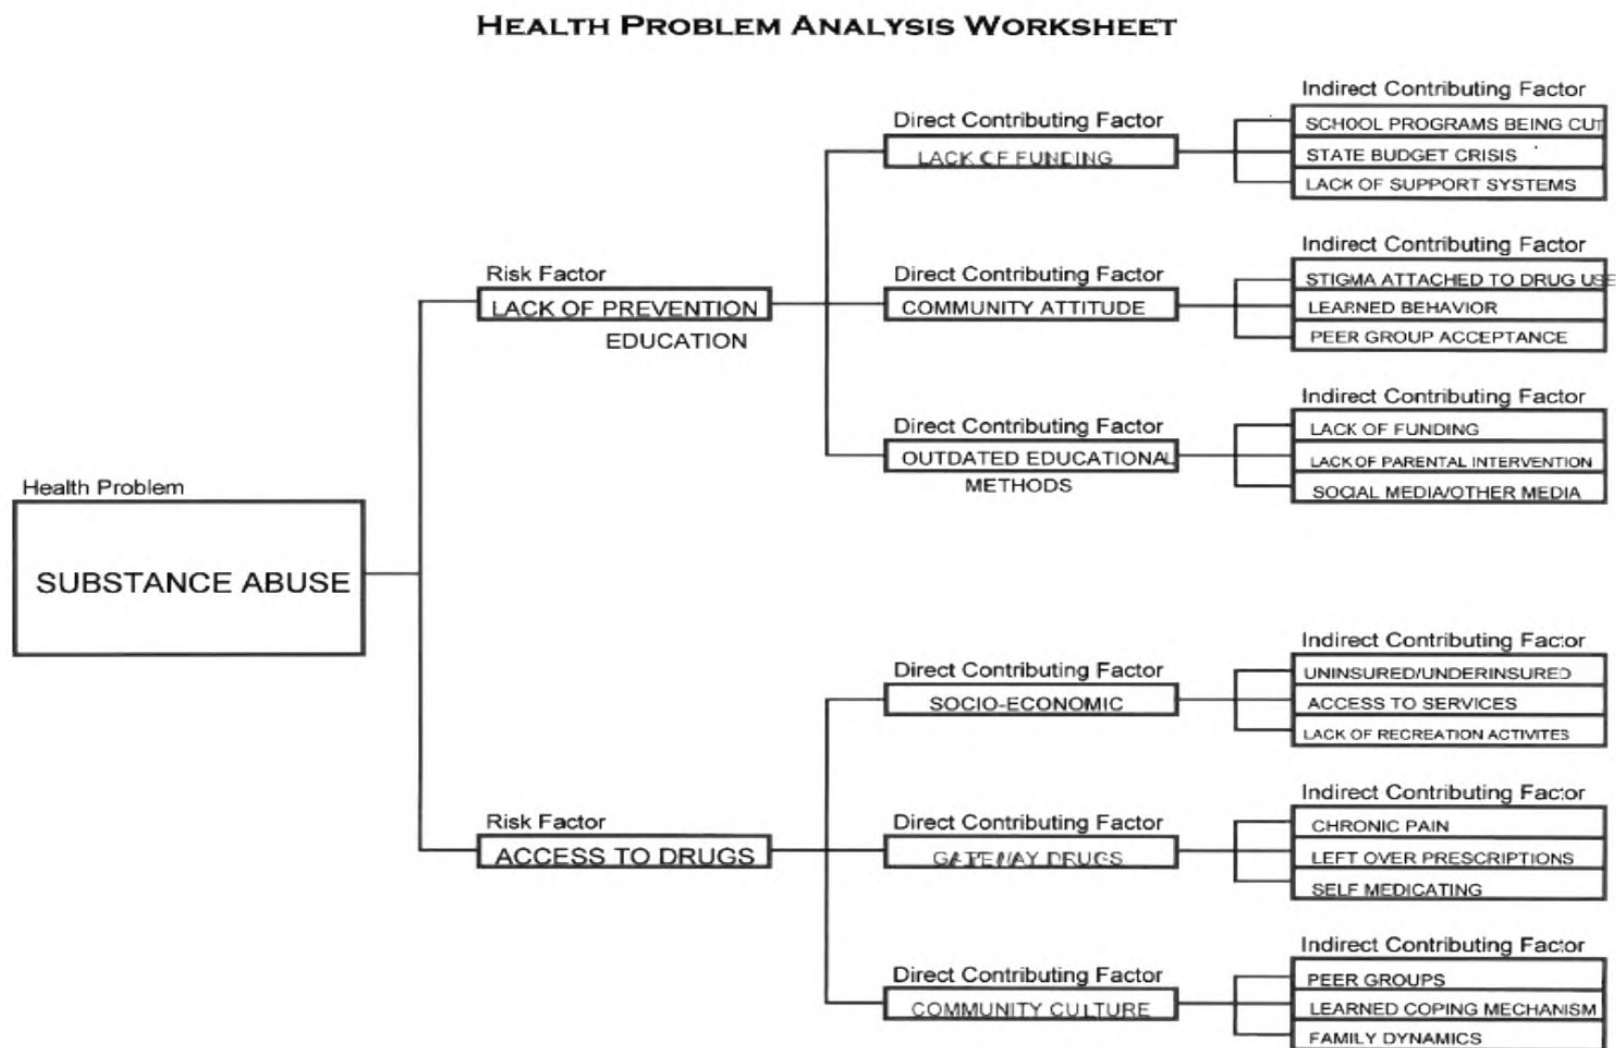 HEALTH PROBLEM ANALYSIS WORKSHEET
Health Problem
SUBSTANCE ABUSE
Risk Factor
LACK OF PREVENTION
EDUCATION
Direct Contributing Factor
LACK OF FUNDING
Indirect Contributing Factor
SCHOOL PROGRAMS BEING CUT
STATE BUDGET CRISIS
LACK OF SUPPORT SYSTEMS
Direct Contributing Factor
COMMUNITY ATTITUDE
Indirect Contributing Factor
STIGMA ATTACHED TO DRUG USE
LEARNED BEHAVIOR
PEER GROUP ACCEPTANCE
Direct Contributing Factor
OUTDATED EDUCATIONAL
METHODS
Indirect Contributing Factor
LACK OF FUNDING
LACK OF PARENTAL INTERVENTION
SOCIAL MEDIA/OTHER MEDIA
Risk Factor
ACCESS TO DRUGS
Direct Contributing Factor
SOCIO-ECONOMIC
Indirect Contributing Factor
UNINSURED/UNDERINSURED
ACCESS TO SERVICES
LACK OF RECREATION ACTIVITES
Direct Contributing Factor
GATEWAY DRUGS
Indirect Contributing Factor
CHRONIC PAIN
LEFT OVER PRESCRIPTIONS
SELF MEDICATING
Direct Contributing Factor
COMMUNITY CULTURE
Indirect Contributing Factor
PEER GROUPS
LEARNED COPING MECHANISM
FAMILY DYNAMICS